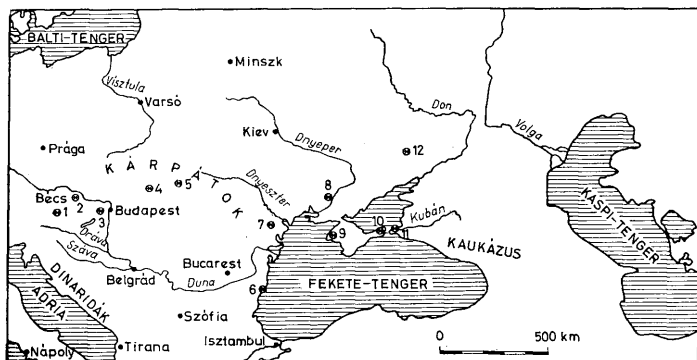 BALTI-TENGER
Minszk
Visztula
Varsó
Don
Volga
Prága
Kiev
Dnyeper
12
KÁRPÁTOK
Dnyeszter
4
5
8
Becs
1
2
3
Budapest
Dráva
Száva
7
9
10
11
Kubán
KAUKÁZUS
KASPI-TENGER
Belgrád
Bucarest
Duna
6
FEKETE-TENGER
DINARIDÁK
ADRIA
Szófia
Nápoly
Tirana
Isztambul
0
500 km